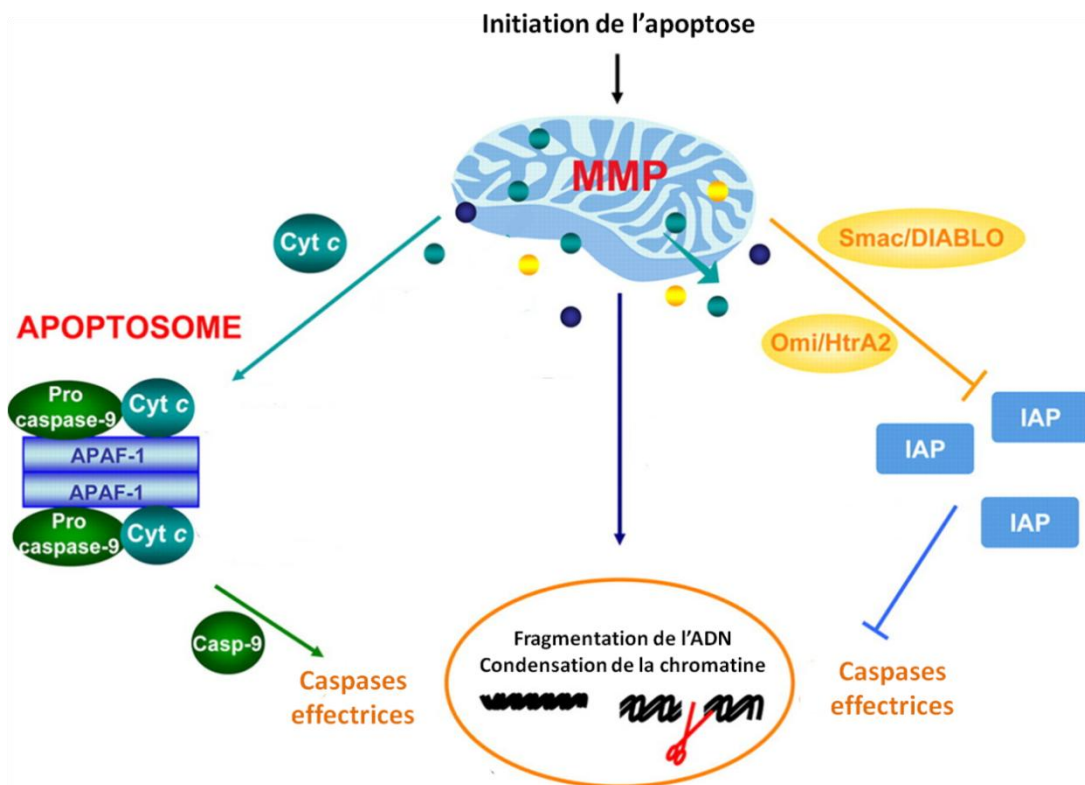 Initiation de l'apoptose
MMP
Cyt c
Smac/DIABLO
Omi/HtrA2
APOPTOSOME
Pro
caspase-9
Cyt c
APAF-1
APAF-1
Pro
caspase-9
Cyt c
IAP
IAP
IAP
Casp-9
Caspases
effectrices
Fragmentation de l'ADN
Condensation de la chromatine
Caspases
effectrices